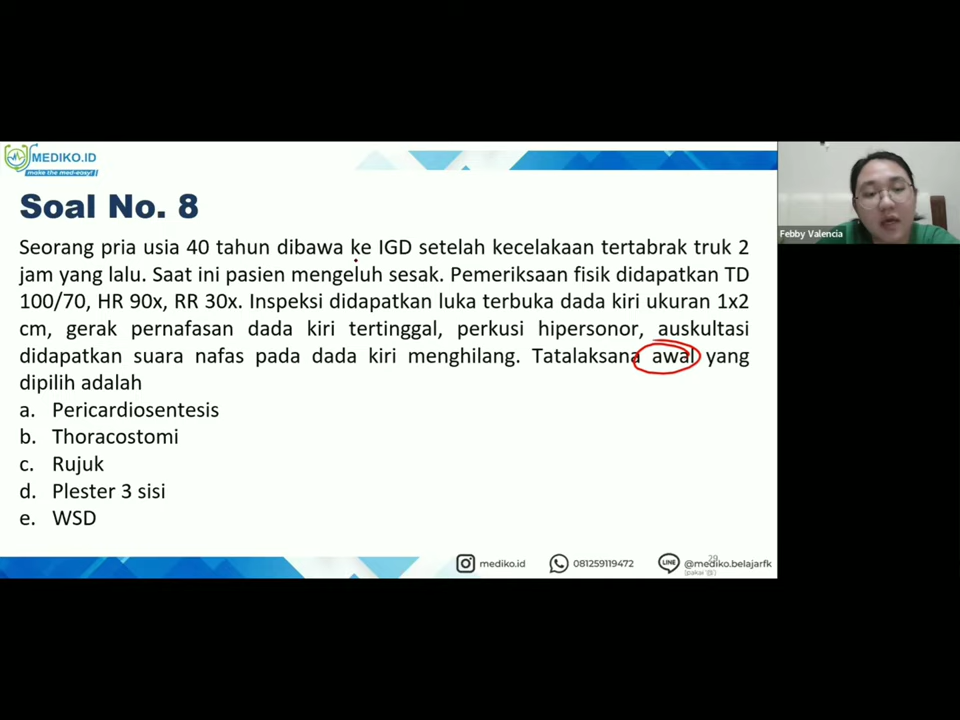 MEDIKO.ID
make the med-easy!
Soal No. 8
Seorang pria usia 40 tahun dibawa ke IGD setelah kecelakaan tertabrak truk 2
jam yang lalu. Saat ini pasien mengeluh sesak. Pemeriksaan fisik didapatkan TD
100/70, HR 90x, RR 30x. Inspeksi didapatkan luka terbuka dada kiri ukuran 1x2
cm, gerak pernafasan dada kiri tertinggal, perkusi hipersonor, auskultasi
didapatkan suara nafas pada dada kiri menghilang. Tatalaksana awal yang
dipilih adalah
a. Pericardiosentesis
b. Thoracostomi
c. Rujuk
d. Plester 3 sisi
e. WSD
Febby Valencia
mediko.id
081259119472
LINE
29
@mediko.belajarfk
(pakai '@')